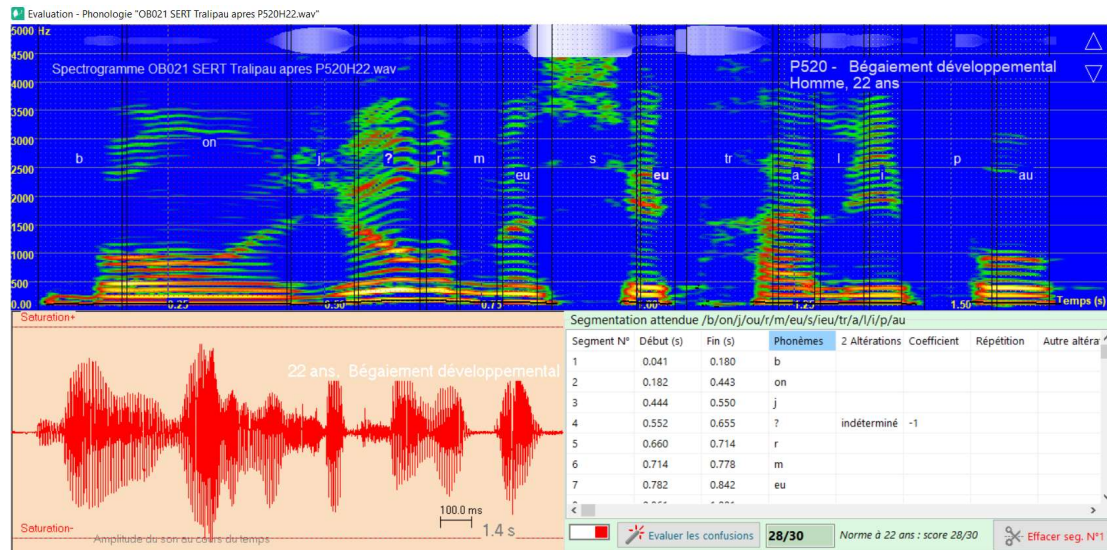 Evaluation - Phonologie "OB021 SERT Tralipau apres P520H22.wav"
5000 Hz
4500
4000
3500
3000
2500
2000
1500
1000
500
0.00
Spectrogramme OB021 SERT Tralipau apres P520H22.wav
P520 - Bégaiement développemental
Homme, 22 ans
b on j ? r m eu s eu tr a l i p au
0.25 0.50 0.75 1.00 1.25 1.50 Temps (s)
Saturation+
22 ans, Bégaiement développemental
100.0 ms
1.4 s
Saturation-
Amplitude du son au cours du temps
Segmentation attendue /b/on/j/ou/r/m/eu/s/ieu/tr/a/l/i/p/au
Segment N° Début (s) Fin (s) Phonèmes 2 Altérations Coefficient Répétition Autre altéra
1 0.041 0.180 b
2 0.182 0.443 on
3 0.444 0.550 j
4 0.552 0.655 ? indéterminé -1
5 0.660 0.714 r
6 0.714 0.778 m
7 0.782 0.842 eu
Evaluer les confusions 28/30 Norme à 22 ans : score 28/30 Effacer seg. N°1